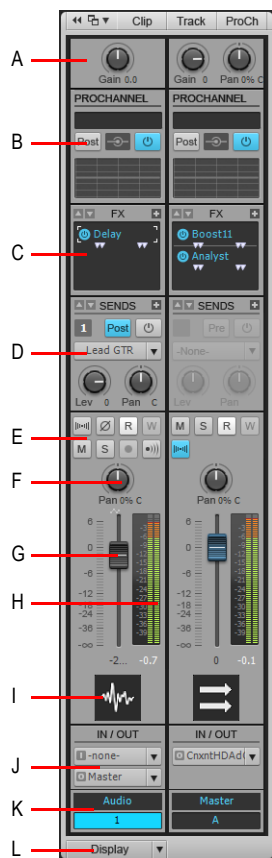 Clip Track ProCh
A
Gain 0.0 Gain 0 Pan 0% C
PROCHANNEL PROCHANNEL
B Post Post
FX FX
Delay Boost11
C Analyst
SENDS SENDS
1 Post Pre
D Lead GTR -None-
Lev 0 Pan C Lev Pan
E R W M S R W
M S
F
Pan 0% C Pan 0% C
6 6
G 0 0
-6 -6
H -12 -12
-18 -18
-24 -24
-36 -36
-∞ -∞
-2... -0.7 0 -0.1
I
IN / OUT IN / OUT
I -none- O CnxntHDAd
J O Master
K Audio Master
1 A
L Display